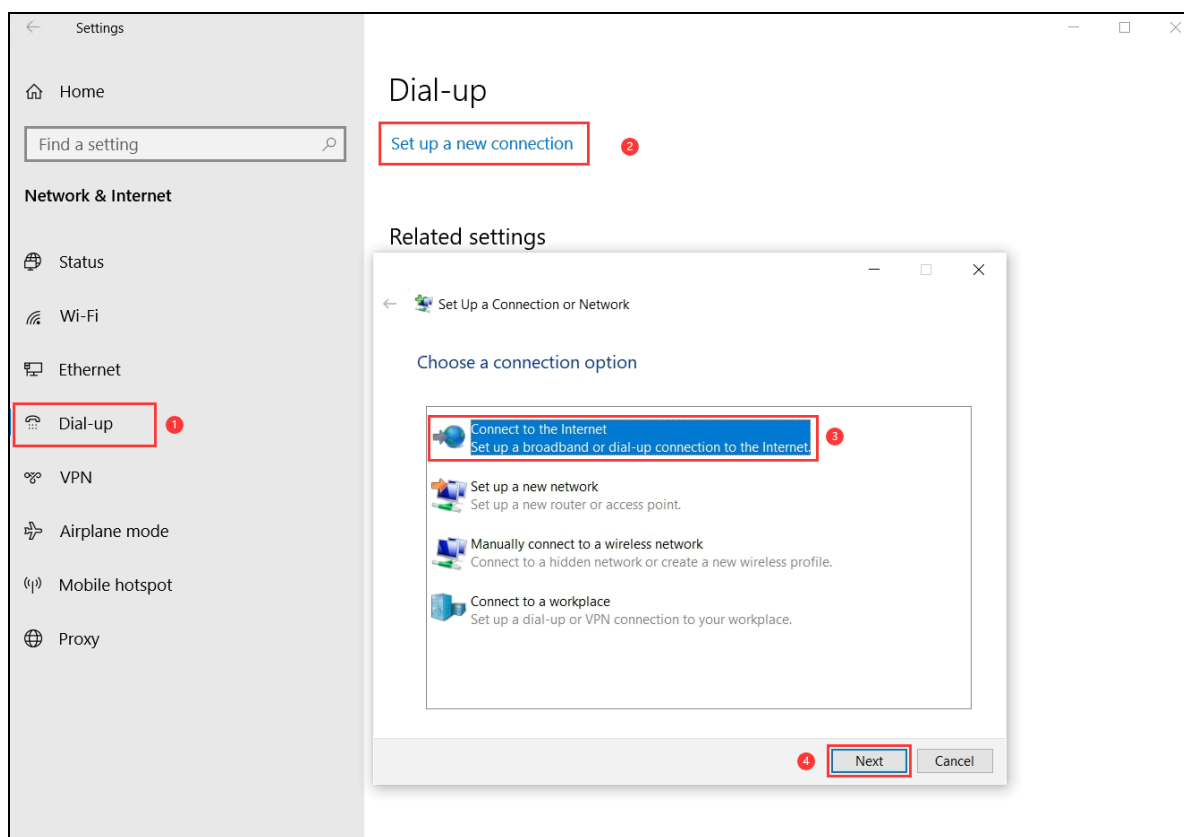 Settings
Home
Find a setting
Network & Internet
Status
Wi-Fi
Ethernet
Dial-up
1
VPN
Airplane mode
Mobile hotspot
Proxy
Dial-up
Set up a new connection
2
Related settings
Set Up a Connection or Network
Choose a connection option
Connect to the Internet
Set up a broadband or dial-up connection to the Internet.
3
Set up a new network
Set up a new router or access point.
Manually connect to a wireless network
Connect to a hidden network or create a new wireless profile.
Connect to a workplace
Set up a dial-up or VPN connection to your workplace.
4
Next
Cancel